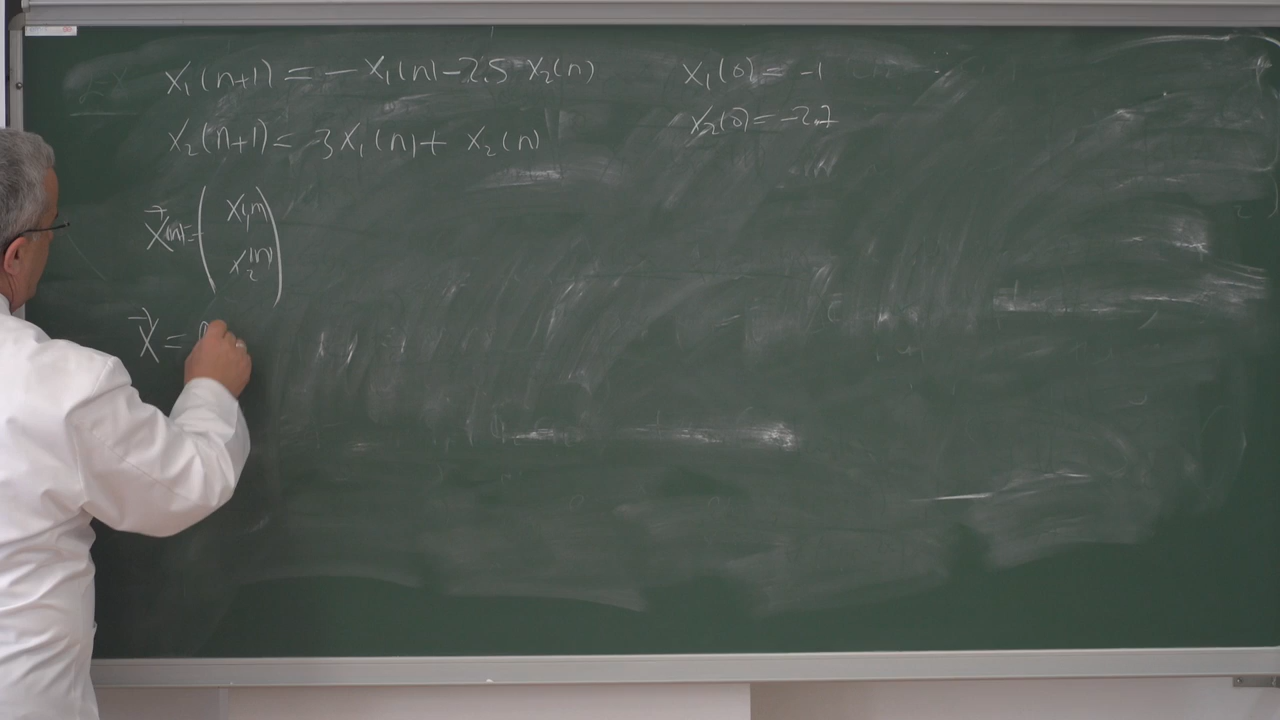 X₁(n+1) = - X₁(n) - 2.5 X₂(n)
X₁(0) = -1
X₂(n+1) = 3X₁(n) + X₂(n)
X₂(0) = -2.7
X⃗(n) = ( X₁(n)
X₂(n) )
X⃗ =